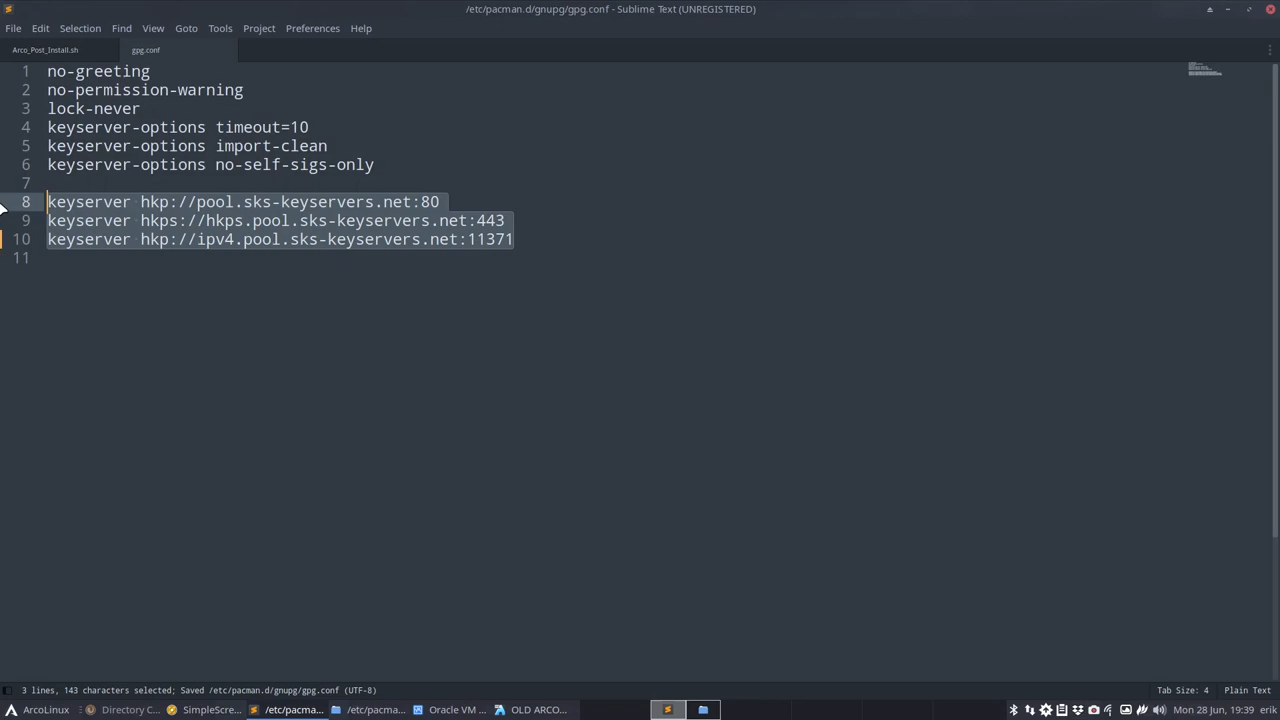 /etc/pacman.d/gnupg/gpg.conf - Sublime Text (UNREGISTERED)
File Edit Selection Find View Goto Tools Project Preferences Help
Arco_Post_Install.sh gpg.conf
1 no-greeting
2 no-permission-warning
3 lock-never
4 keyserver-options timeout=10
5 keyserver-options import-clean
6 keyserver-options no-self-sigs-only
7
8 keyserver hkp://pool.sks-keyservers.net:80
9 keyserver hkps://hkps.pool.sks-keyservers.net:443
10 keyserver hkp://ipv4.pool.sks-keyservers.net:11371
11
3 lines, 143 characters selected; Saved /etc/pacman.d/gnupg/gpg.conf (UTF-8) Tab Size: 4 Plain Text
ArcoLinux Directory C... SimpleScre... /etc/pacma... /etc/pacma... Oracle VM ... OLD ARCO... Mon 28 Jun, 19:39 erik